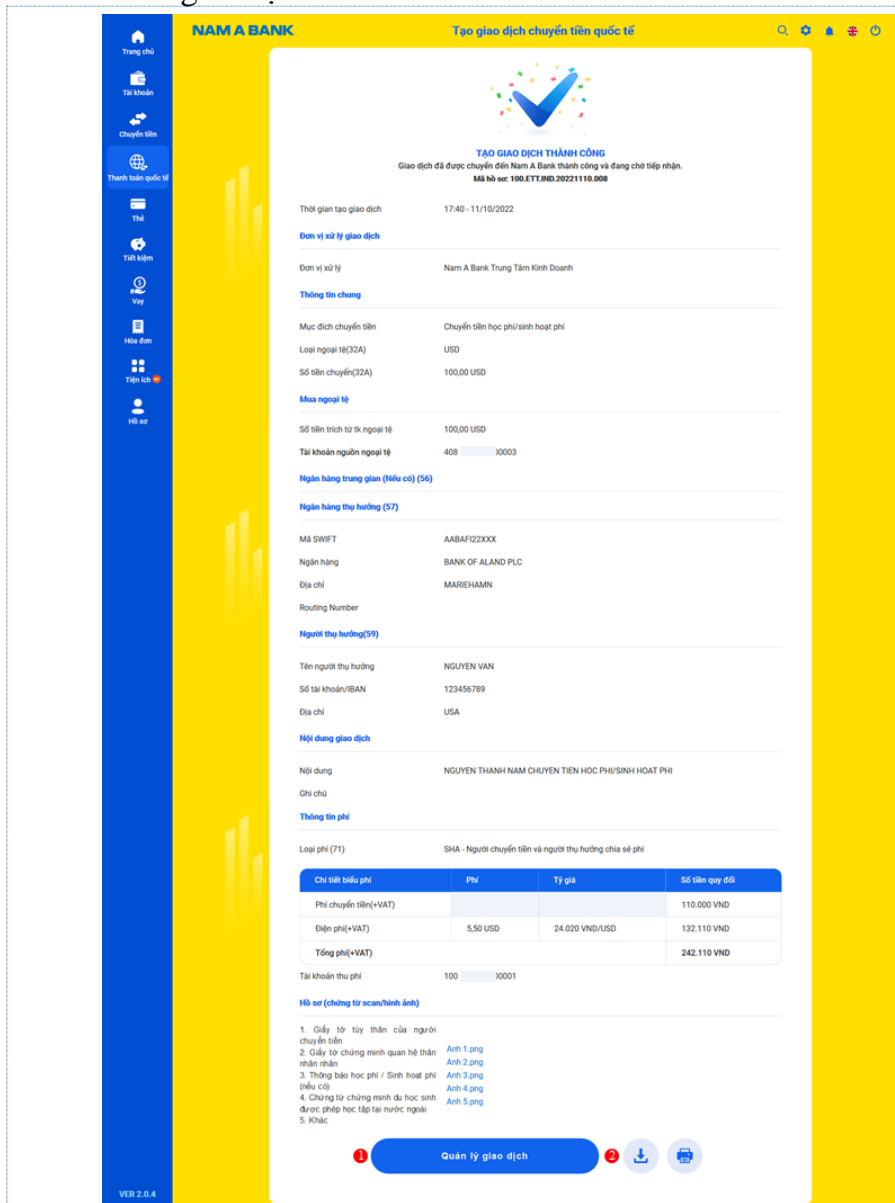 NAM A BANK
Tạo giao dịch chuyển tiền quốc tế
Trang chủ
Tài khoản
Chuyển tiền
Thanh toán quốc tế
Thẻ
Tiết kiệm
Vay
Hóa đơn
Tiện ích
Hồ sơ
VER 2.0.4
TẠO GIAO DỊCH THÀNH CÔNG
Giao dịch đã được chuyển đến Nam A Bank thành công và đang chờ tiếp nhận.
Mã hồ sơ: 100.ETT.IND.20221110.008
Thời gian tạo giao dịch 17:40 - 11/10/2022
Đơn vị xử lý giao dịch
Đơn vị xử lý Nam A Bank Trung Tâm Kinh Doanh
Thông tin chung
Mục đích chuyển tiền Chuyển tiền học phí/sinh hoạt phí
Loại ngoại tệ(32A) USD
Số tiền chuyển(32A) 100,00 USD
Mua ngoại tệ
Số tiền trích từ tk ngoại tệ 100,00 USD
Tài khoản nguồn ngoại tệ 408 )0003
Ngân hàng trung gian (Nếu có) (56)
Ngân hàng thụ hưởng (57)
Mã SWIFT AABAFI22XXX
Ngân hàng BANK OF ALAND PLC
Địa chỉ MARIEHAMN
Routing Number
Người thụ hưởng(59)
Tên người thụ hưởng NGUYEN VAN
Số tài khoản/IBAN 123456789
Địa chỉ USA
Nội dung giao dịch
Nội dung NGUYEN THANH NAM CHUYEN TIEN HOC PHI/SINH HOAT PHI
Ghi chú
Thông tin phí
Loại phí (71) SHA - Người chuyển tiền và người thụ hưởng chia sẻ phí
Chi tiết biểu phí Phí Tỷ giá Số tiền quy đổi
Phí chuyển tiền(+VAT) 110.000 VND
Điện phí(+VAT) 5,50 USD 24.020 VND/USD 132.110 VND
Tổng phí(+VAT) 242.110 VND
Tài khoản thu phí 100 )0001
Hồ sơ (chứng từ scan/hình ảnh)
1. Giấy tờ tùy thân của người
chuyển tiền
2. Giấy tờ chứng minh quan hệ thân
nhân nhân
3. Thông báo học phí / Sinh hoạt phí
(nếu có)
4. Chứng từ chứng minh du học sinh
được phép học tập tại nước ngoài
5. Khác
Anh 1.png
Anh 2.png
Anh 3.png
Anh 4.png
Anh 5.png
1 Quản lý giao dịch 2